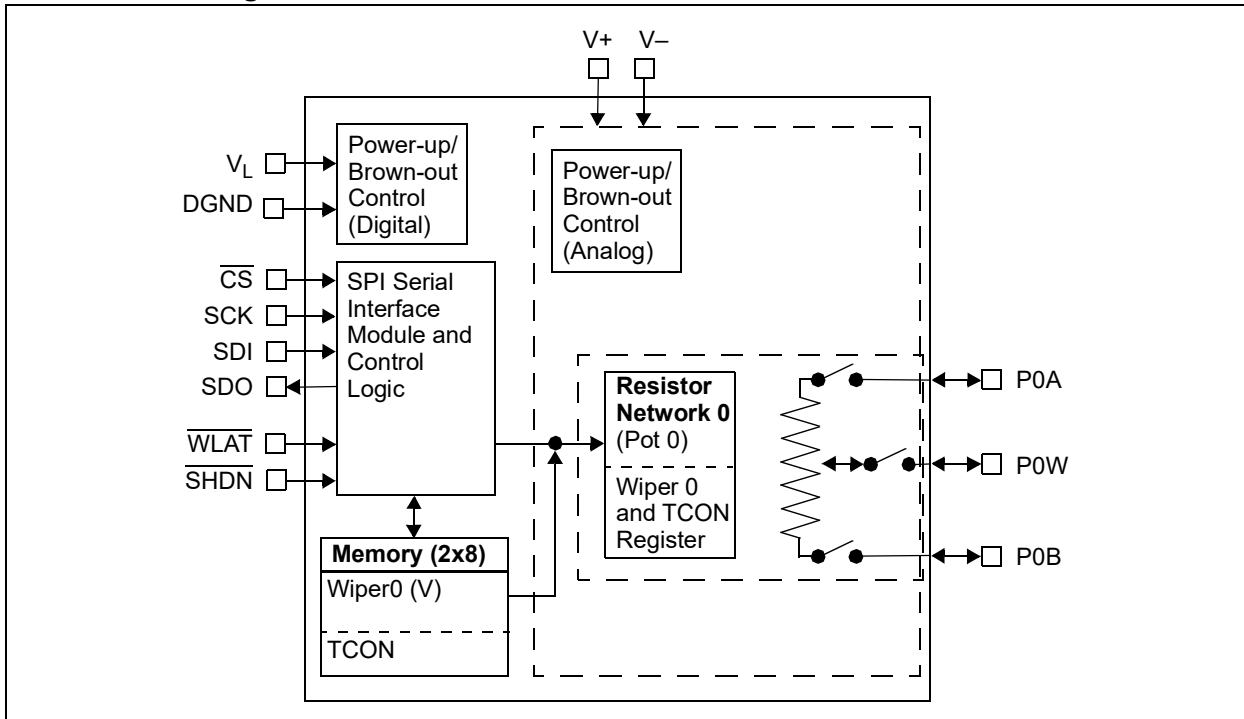 V+ V–
Power-up/
Brown-out
Control
(Digital)
VL
DGND
Power-up/
Brown-out
Control
(Analog)
CS
SCK
SDI
SDO
WLAT
SHDN
SPI Serial
Interface
Module and
Control
Logic
Resistor
Network 0
(Pot 0)
Wiper 0
and TCON
Register
P0A
P0W
P0B
Memory (2x8)
Wiper0 (V)
TCON